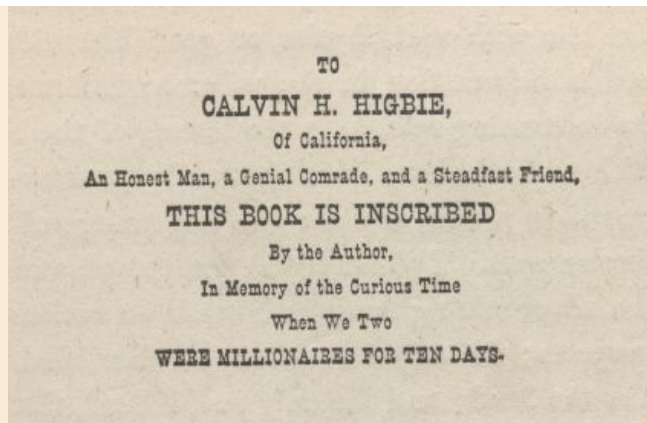 TO
CALVIN H. HIGBIE,
Of California,
An Honest Man, a Genial Comrade, and a Steadfast Friend,
THIS BOOK IS INSCRIBED
By the Author,
In Memory of the Curious Time
When We Two
WERE MILLIONAIRES FOR TEN DAYS.